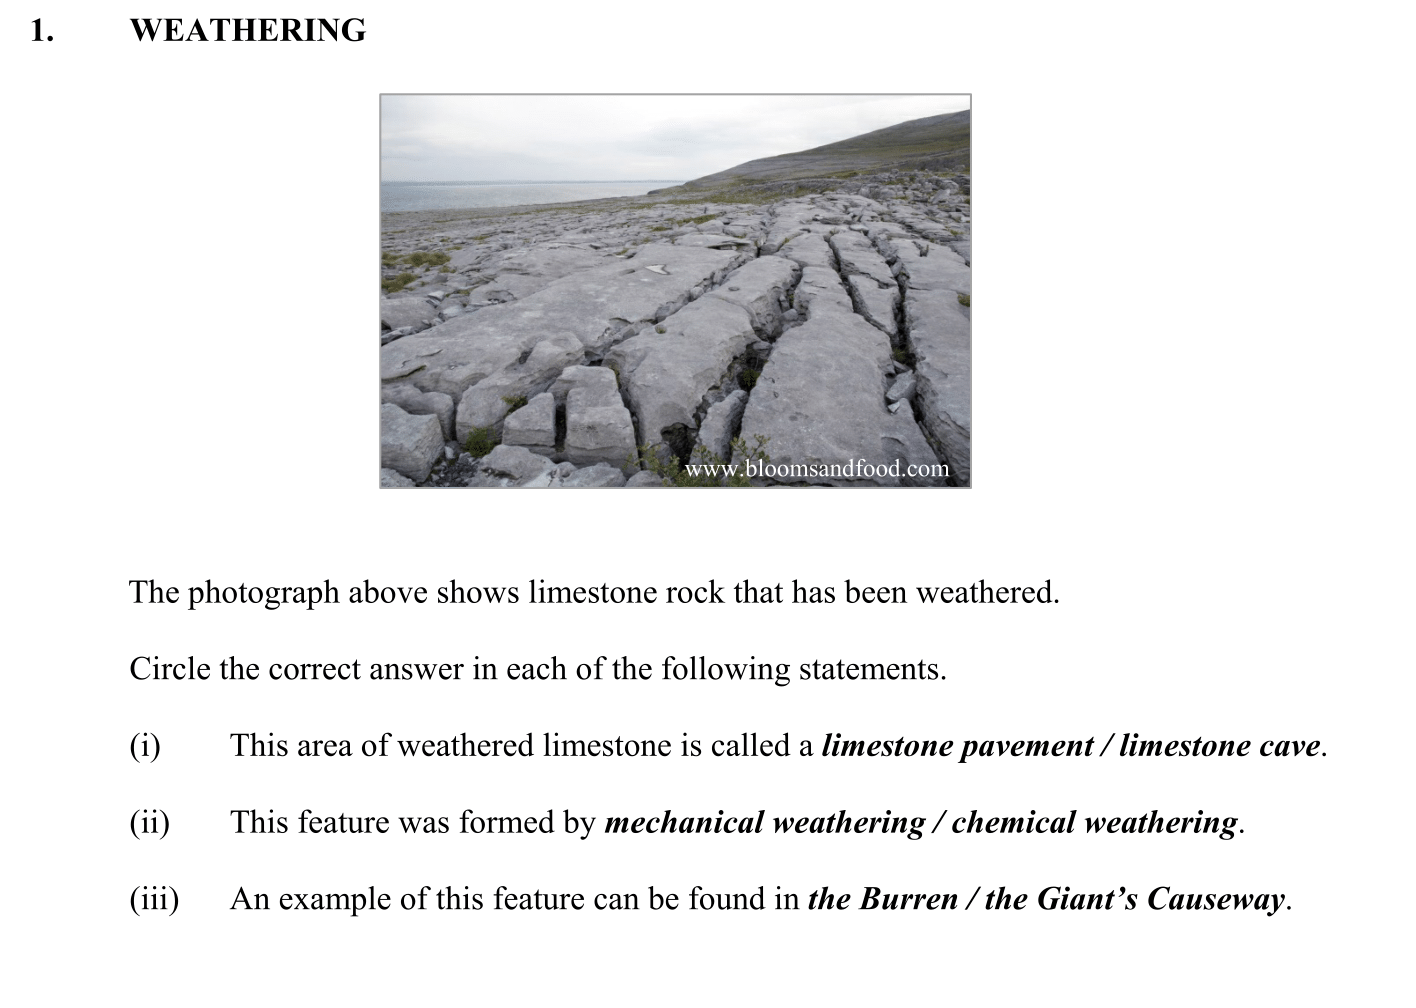 1. WEATHERING
www.bloomsandfood.com
The photograph above shows limestone rock that has been weathered.
Circle the correct answer in each of the following statements.
(i) This area of weathered limestone is called a limestone pavement / limestone cave.
(ii) This feature was formed by mechanical weathering / chemical weathering.
(iii) An example of this feature can be found in the Burren / the Giant’s Causeway.